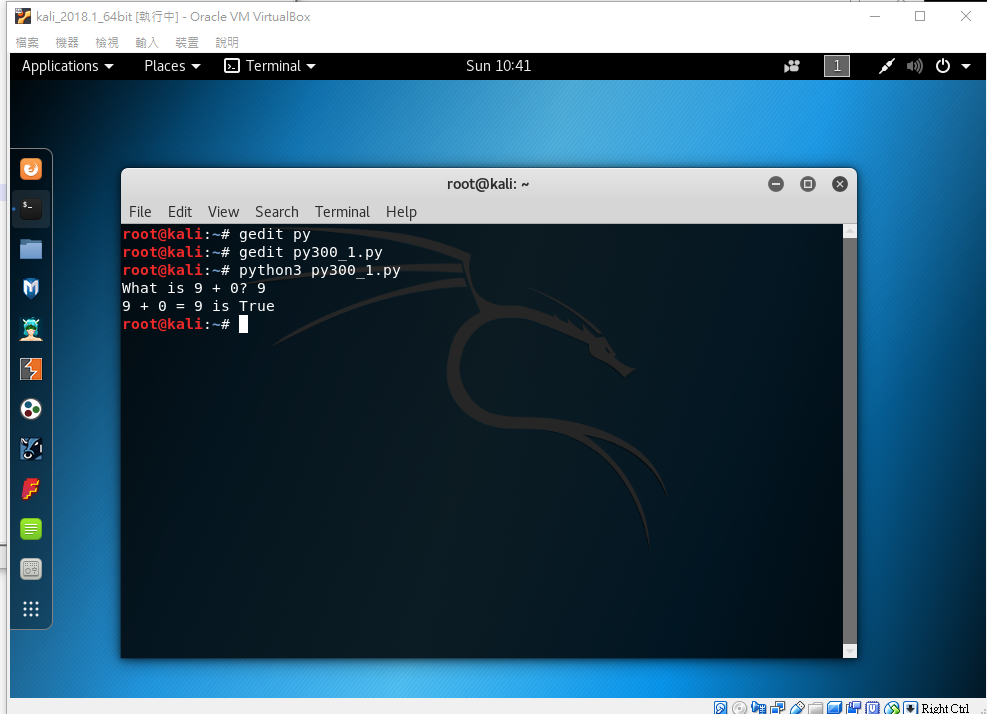 kali_2018.1_64bit [執行中] - Oracle VM VirtualBox
檔案 機器 檢視 輸入 裝置 說明
Applications Places Terminal Sun 10:41 1
root@kali: ~
File Edit View Search Terminal Help
root@kali:~# gedit py
root@kali:~# gedit py300_1.py
root@kali:~# python3 py300_1.py
What is 9 + 0? 9
9 + 0 = 9 is True
root@kali:~#
Right Ctrl